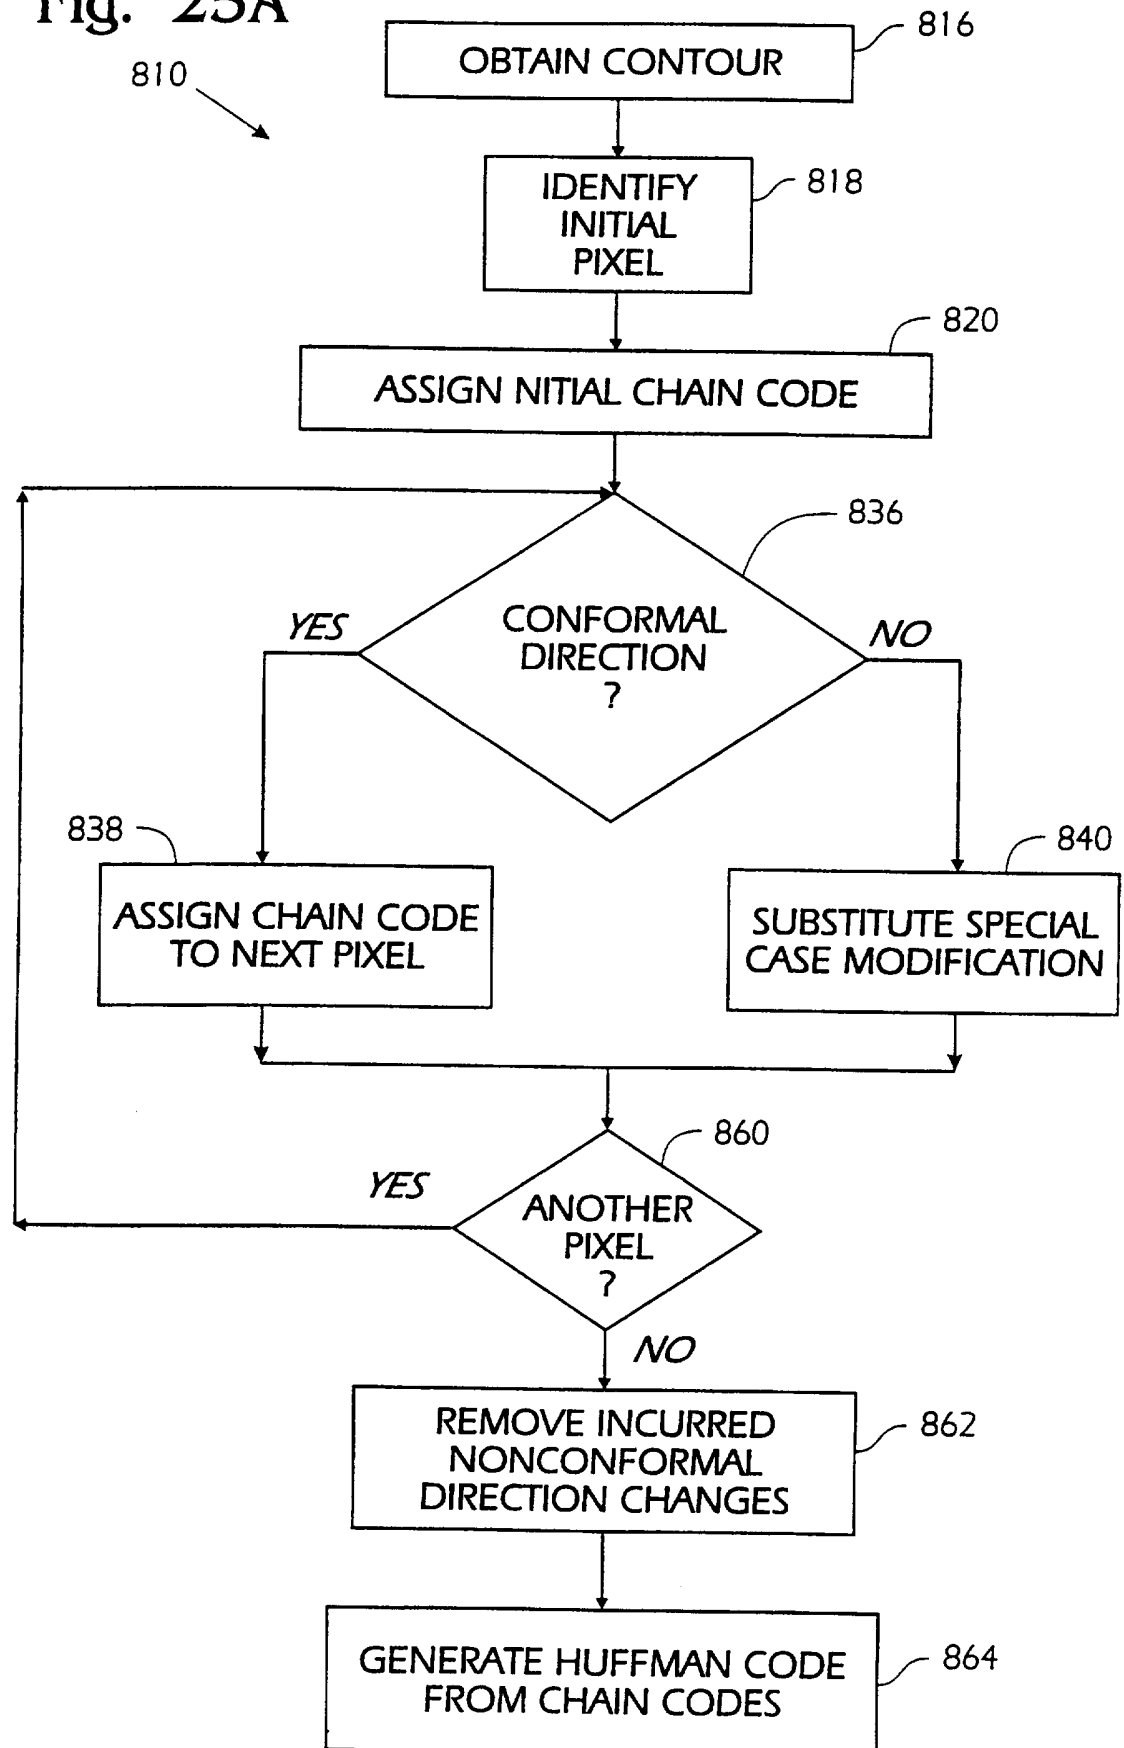 Fig. 23A
810
OBTAIN CONTOUR
816
IDENTIFY
INITIAL
PIXEL
818
820
ASSIGN NITIAL CHAIN CODE
836
CONFORMAL
DIRECTION
?
YES
NO
838
ASSIGN CHAIN CODE
TO NEXT PIXEL
840
SUBSTITUTE SPECIAL
CASE MODIFICATION
860
YES
ANOTHER
PIXEL
?
NO
REMOVE INCURRED
NONCONFORMAL
DIRECTION CHANGES
862
GENERATE HUFFMAN CODE
FROM CHAIN CODES
864